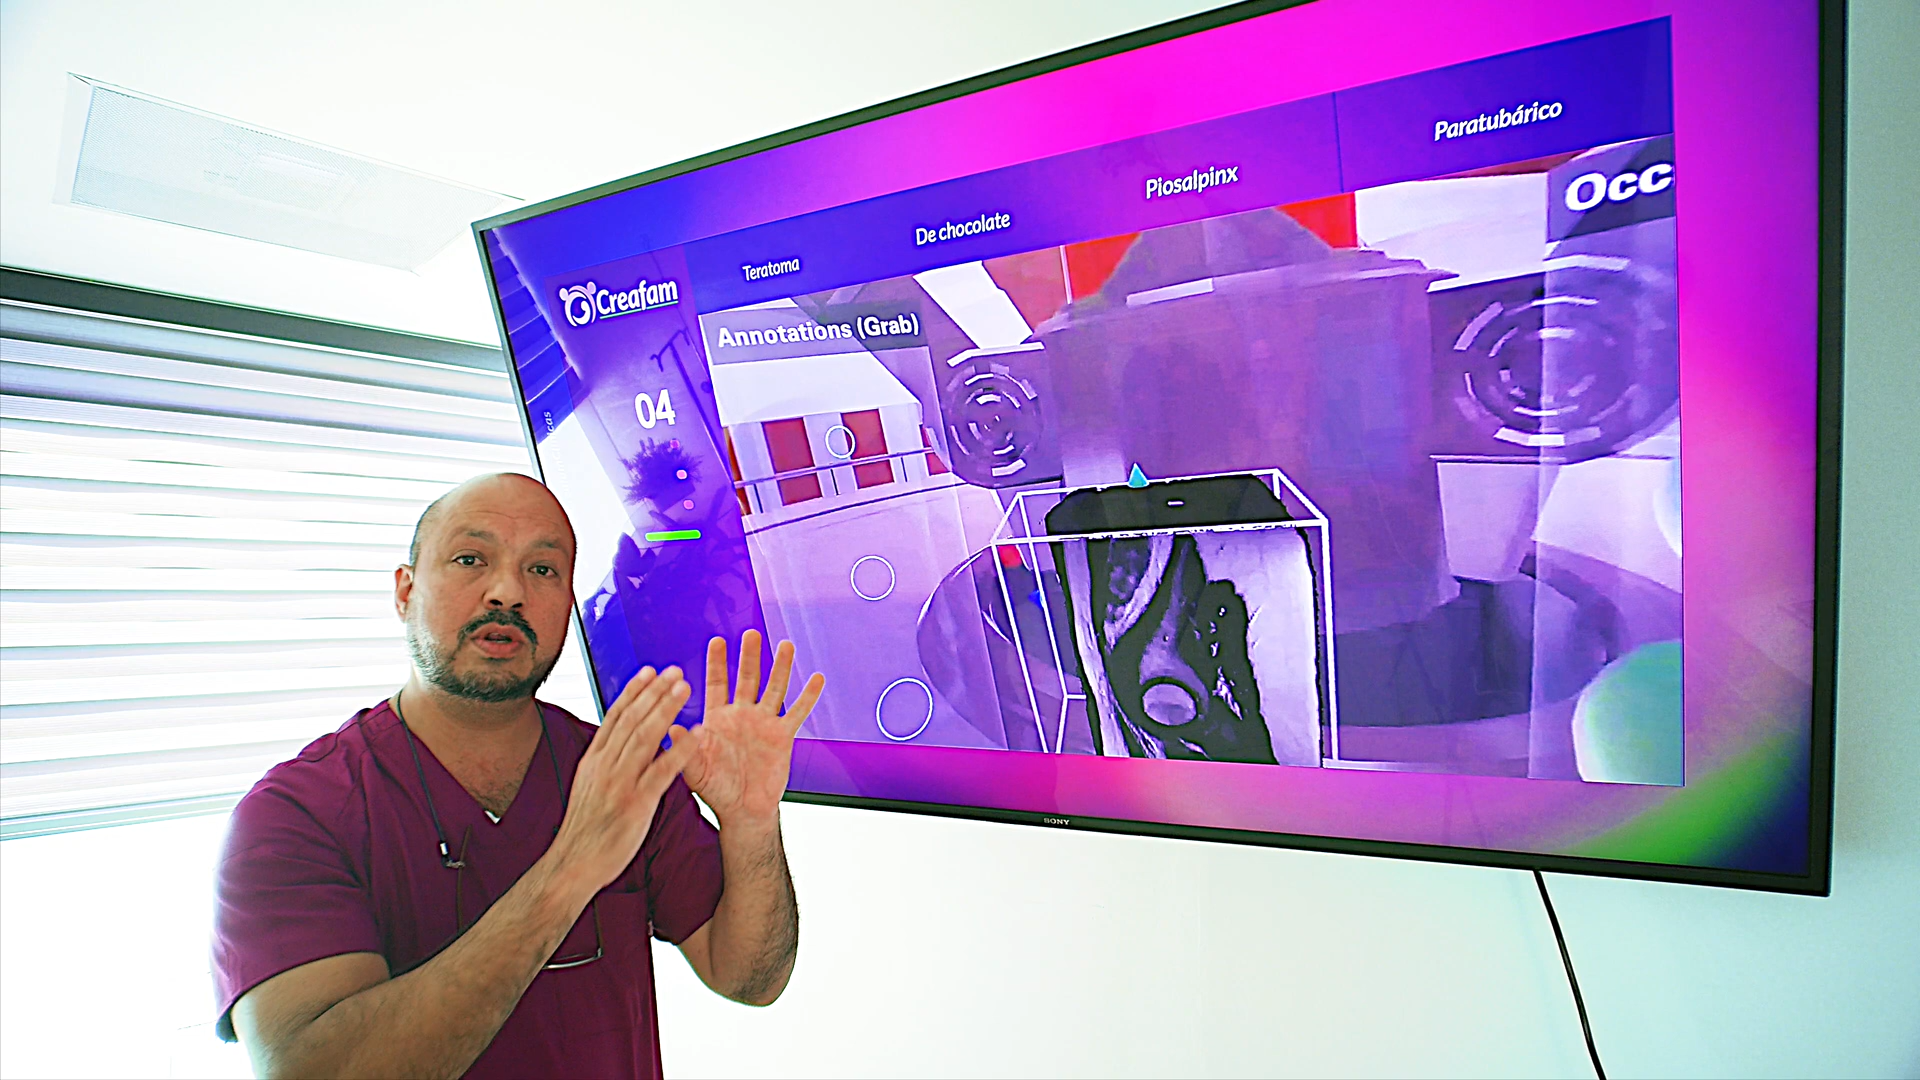 Paratubárico
Piosalpinx
De chocolate
Teratoma
Creafam
Occ
Annotations (Grab)
04
SONY